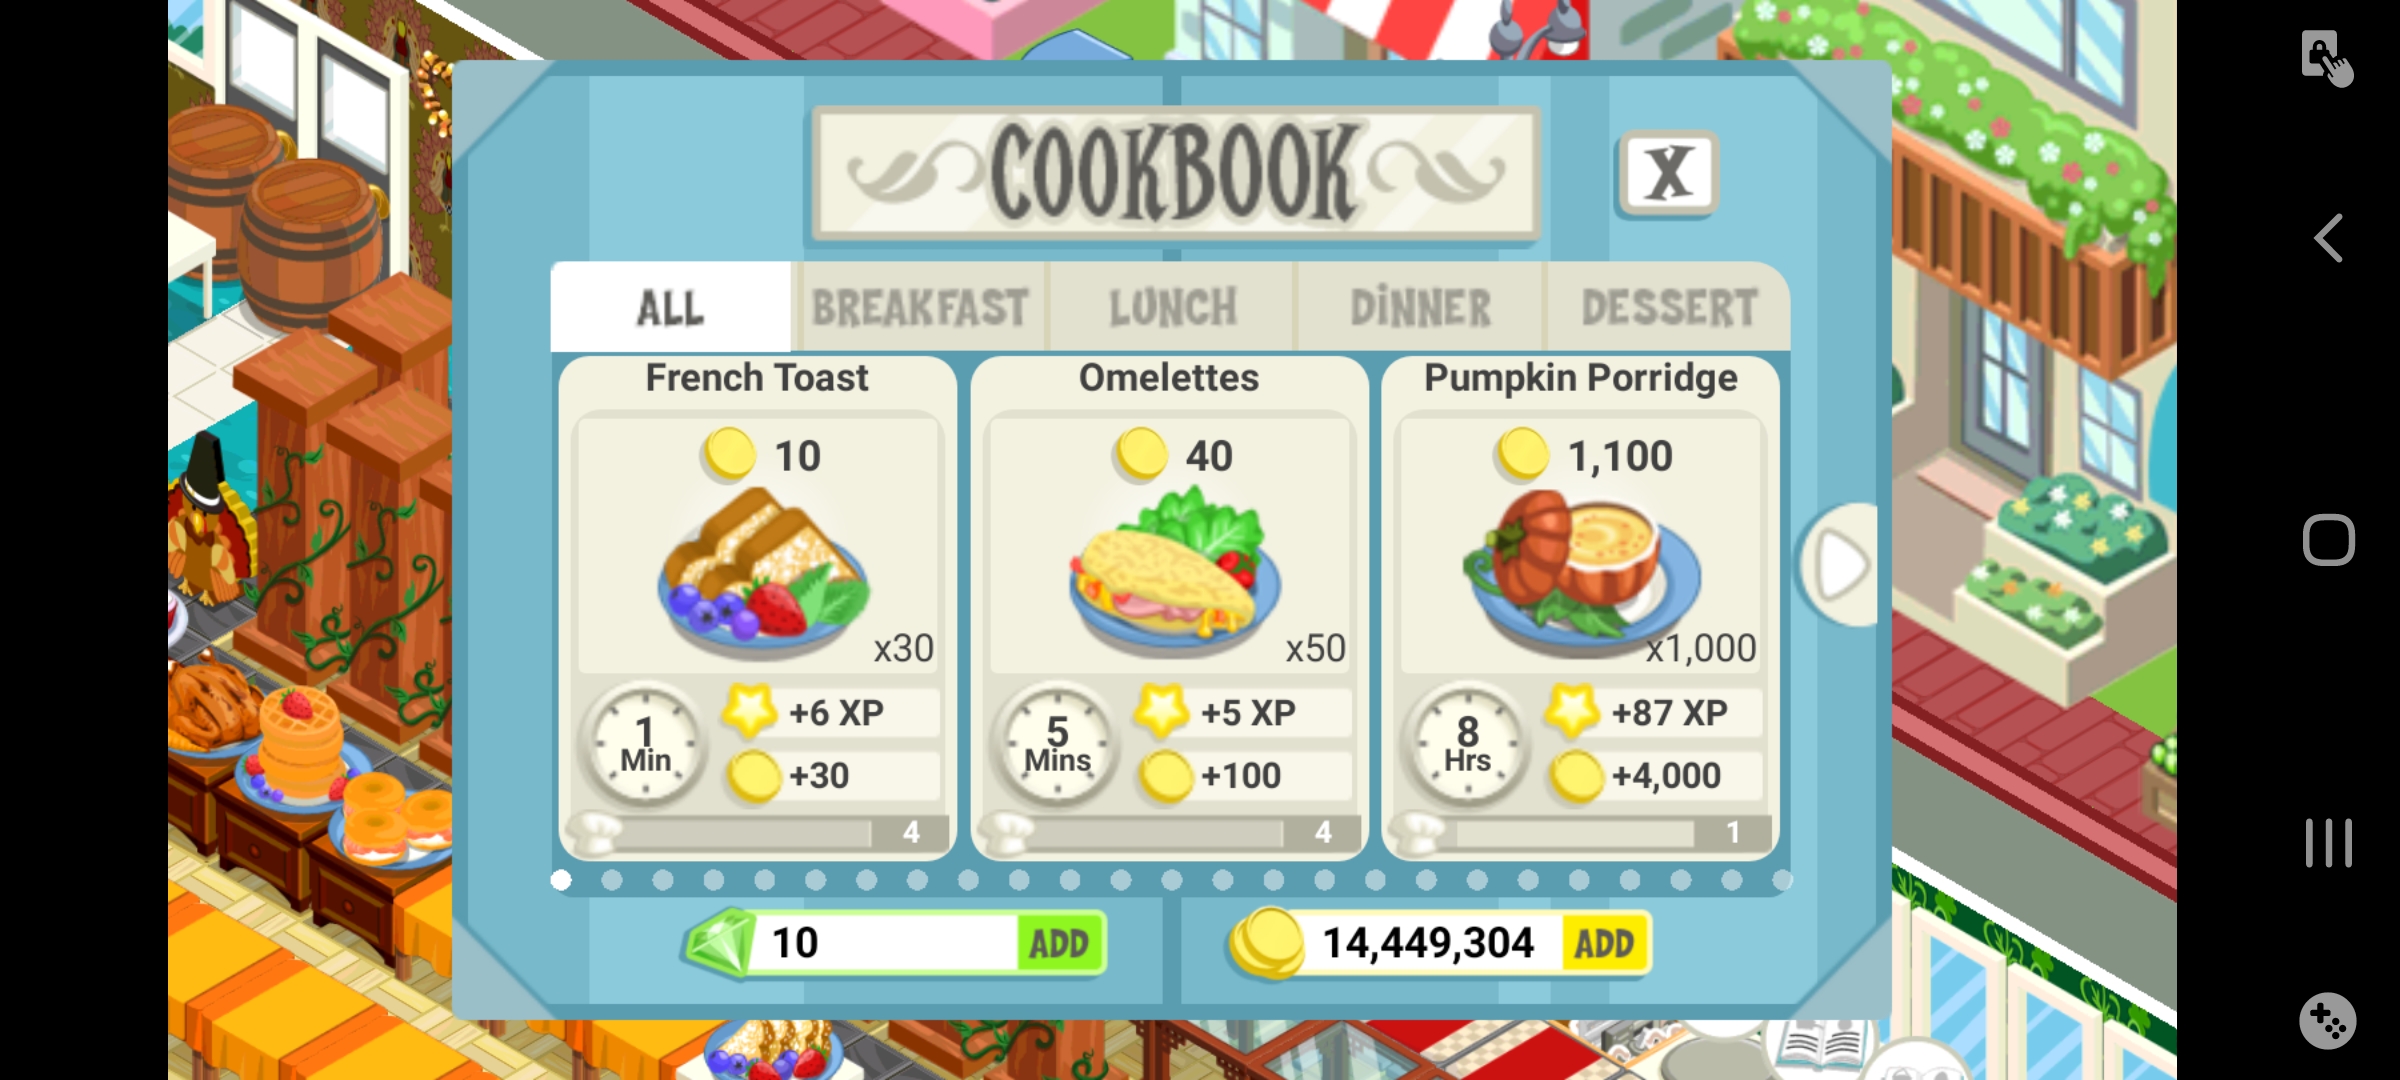 COOKBOOK
X
ALL BREAKFAST LUNCH DINNER DESSERT
French Toast
10
x30
1 Min
+6 XP
+30
4
Omelettes
40
x50
5 Mins
+5 XP
+100
4
Pumpkin Porridge
1,100
x1,000
8 Hrs
+87 XP
+4,000
1
10 ADD
14,449,304 ADD